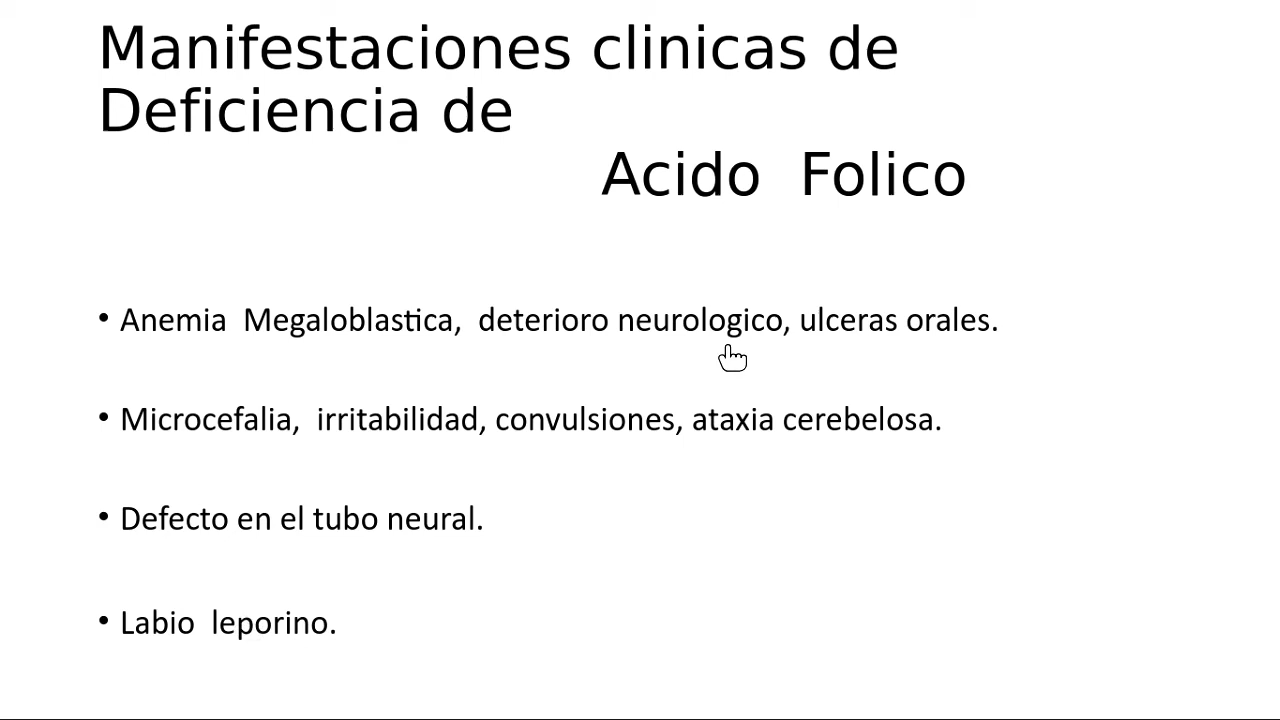 Manifestaciones clinicas de
Deficiencia de
Acido Folico
• Anemia Megaloblastica, deterioro neurologico, ulceras orales.
• Microcefalia, irritabilidad, convulsiones, ataxia cerebelosa.
• Defecto en el tubo neural.
• Labio leporino.